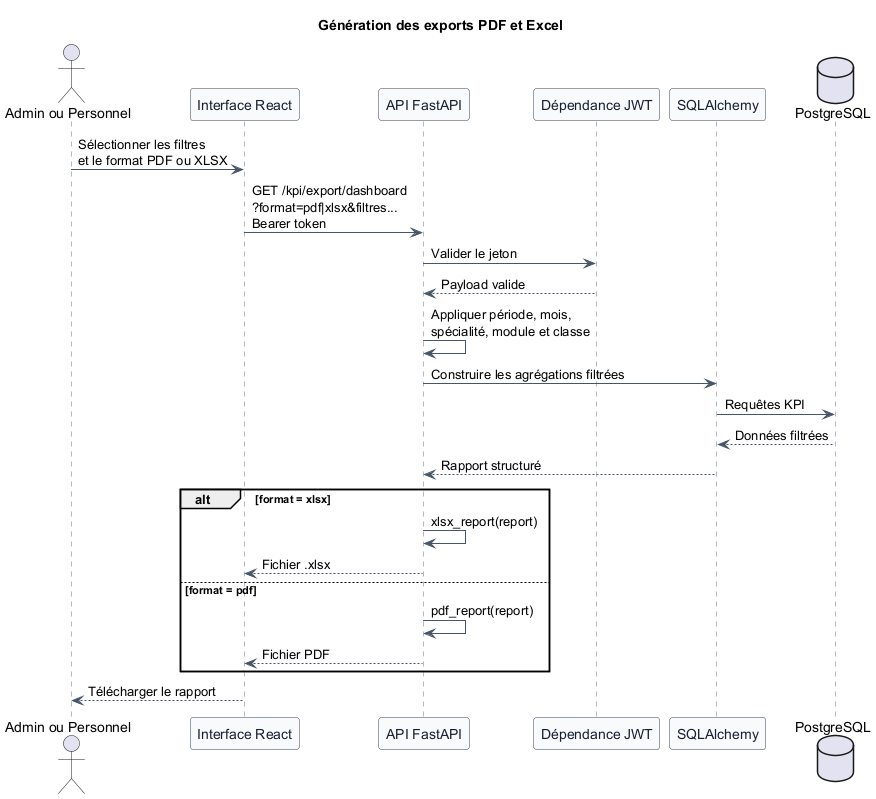 Génération des exports PDF et Excel
Admin ou Personnel
Interface React
API FastAPI
Dépendance JWT
SQLAlchemy
PostgreSQL
Sélectionner les filtres
et le format PDF ou XLSX
GET /kpi/export/dashboard
?format=pdf|xlsx&filtres...
Bearer token
Valider le jeton
Payload valide
Appliquer période, mois,
spécialité, module et classe
Construire les agrégations filtrées
Requêtes KPI
Données filtrées
Rapport structuré
alt
[format = xlsx]
xlsx_report(report)
Fichier .xlsx
[format = pdf]
pdf_report(report)
Fichier PDF
Télécharger le rapport
Admin ou Personnel
Interface React
API FastAPI
Dépendance JWT
SQLAlchemy
PostgreSQL